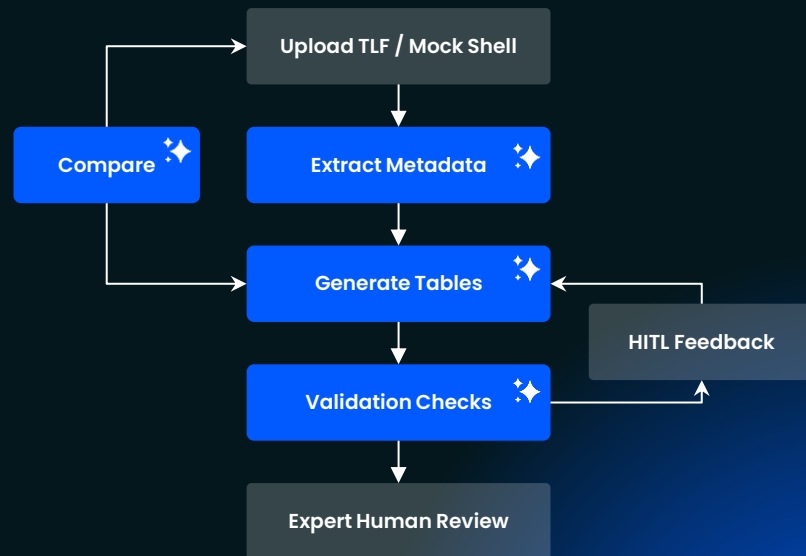 Upload TLF / Mock Shell
Compare
Extract Metadata
Generate Tables
HITL Feedback
Validation Checks
Expert Human Review